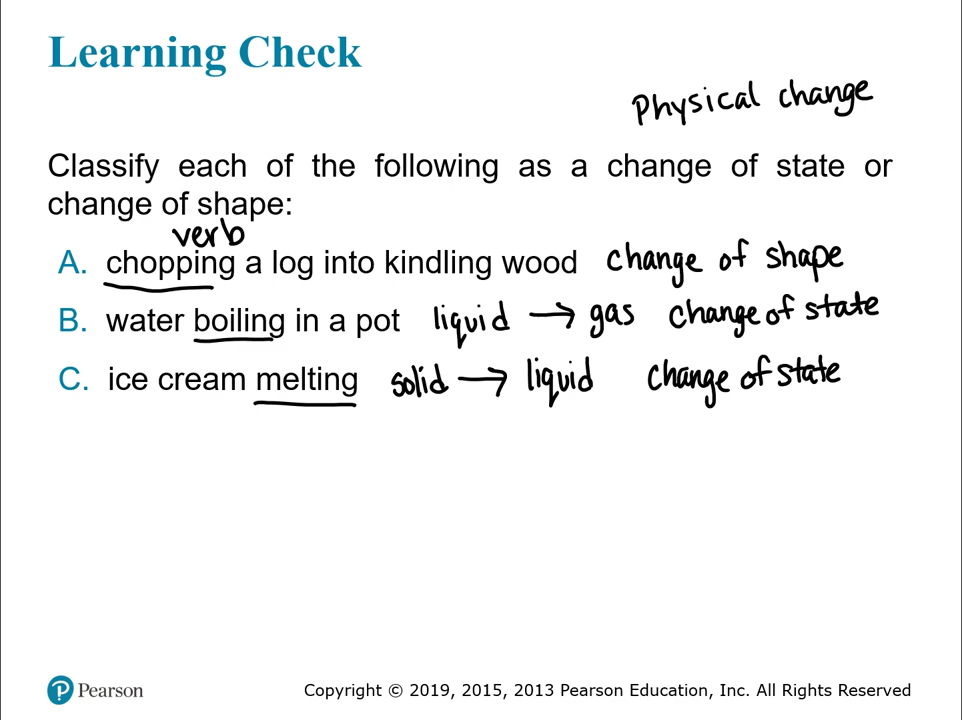 Learning Check
Physical change
Classify each of the following as a change of state or
change of shape:
verb
A. chopping a log into kindling wood change of shape
B. water boiling in a pot liquid → gas change of state
C. ice cream melting solid → liquid change of state
Pearson
Copyright © 2019, 2015, 2013 Pearson Education, Inc. All Rights Reserved